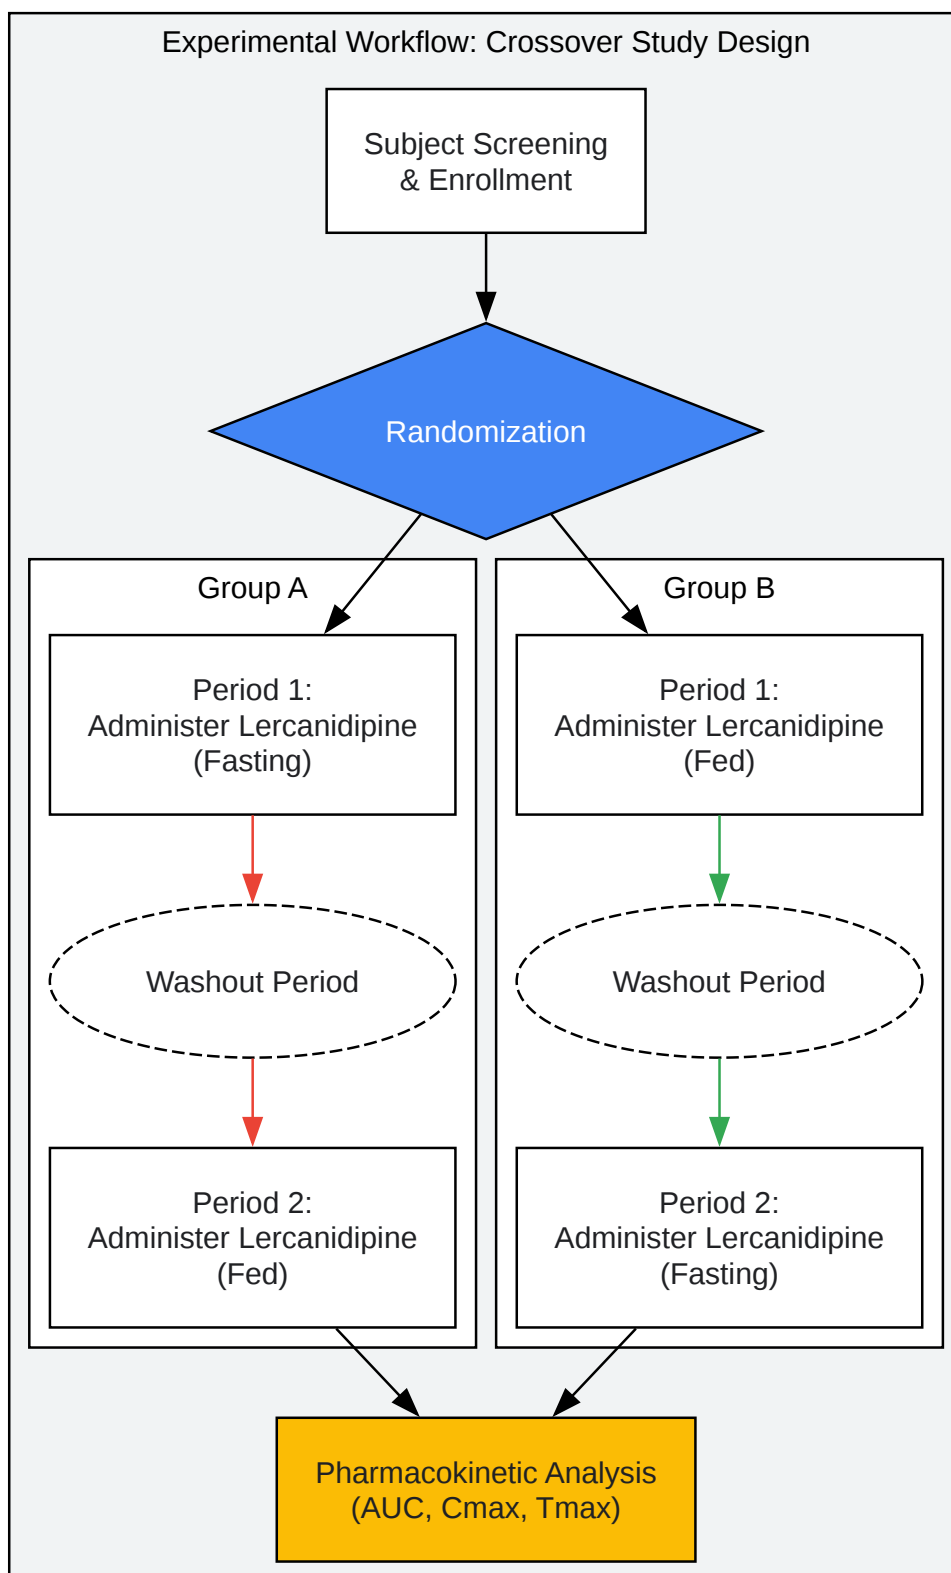 Experimental Workflow: Crossover Study Design
Subject Screening
& Enrollment
Randomization
Group A
Period 1:
Administer Lercanidipine
(Fasting)
Washout Period
Period 2:
Administer Lercanidipine
(Fed)
Group B
Period 1:
Administer Lercanidipine
(Fed)
Washout Period
Period 2:
Administer Lercanidipine
(Fasting)
Pharmacokinetic Analysis
(AUC, Cmax, Tmax)